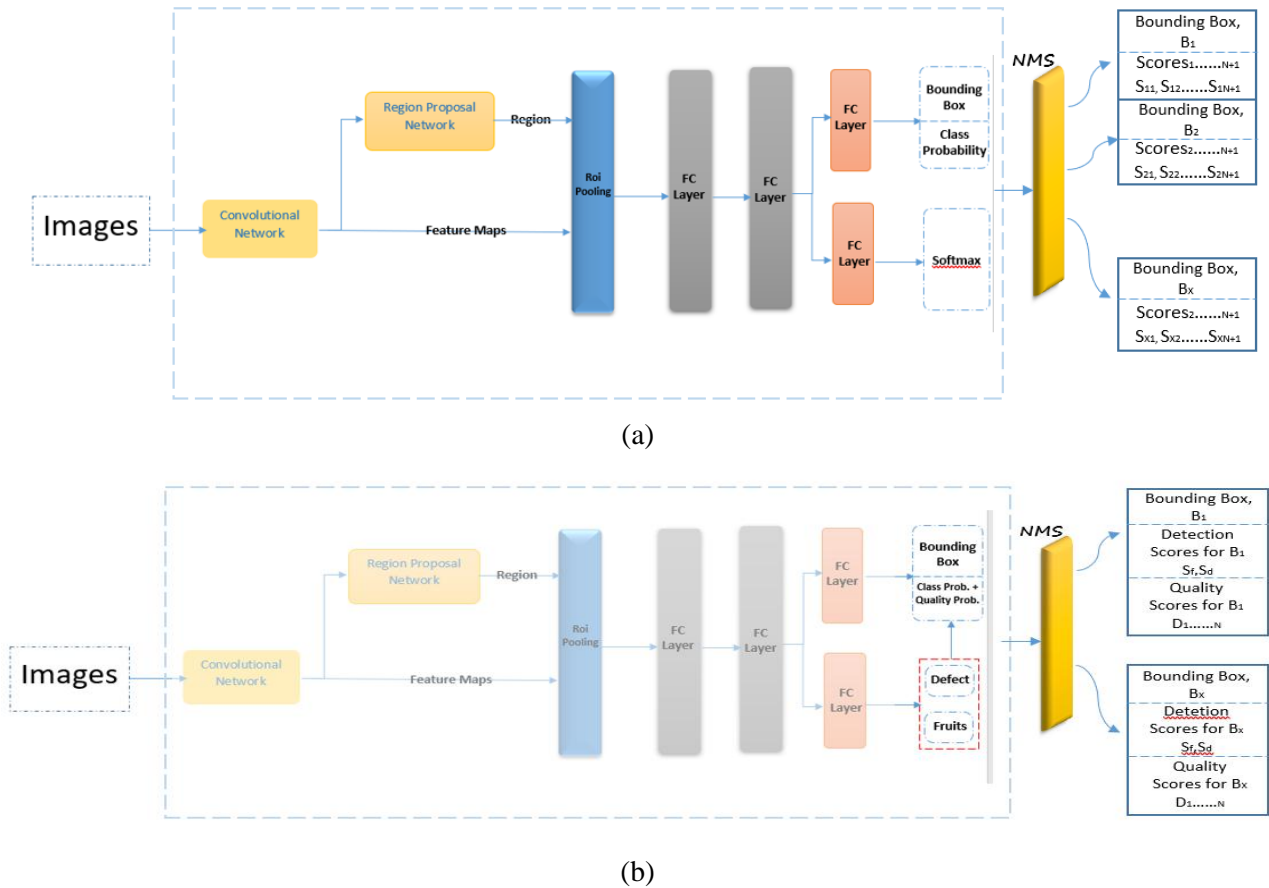 Images
Convolutional
Network
Region Proposal
Network
Region
Feature Maps
Roi
Pooling
FC
Layer
FC
Layer
FC
Layer
FC
Layer
Bounding
Box
Class
Probability
Softmax
NMS
Bounding Box,
B1
Scores1......N+1
S11, S12......S1N+1
Bounding Box,
B2
Scores2......N+1
S21, S22......S2N+1
Bounding Box,
Bx
Scores2......N+1
SX1, SX2......SXN+1
(a)
Images
Convolutional
Network
Region Proposal
Network
Region
Feature Maps
Roi
Pooling
FC
Layer
FC
Layer
FC
Layer
FC
Layer
Bounding
Box
Class Prob. +
Quality Prob.
Defect
Fruits
NMS
Bounding Box,
B1
Detection
Scores for B1
Sf,Sd
Quality
Scores for B1
D1......N
Bounding Box,
Bx
Detetion
Scores for Bx
Sf,Sd
Quality
Scores for Bx
D1......N
(b)